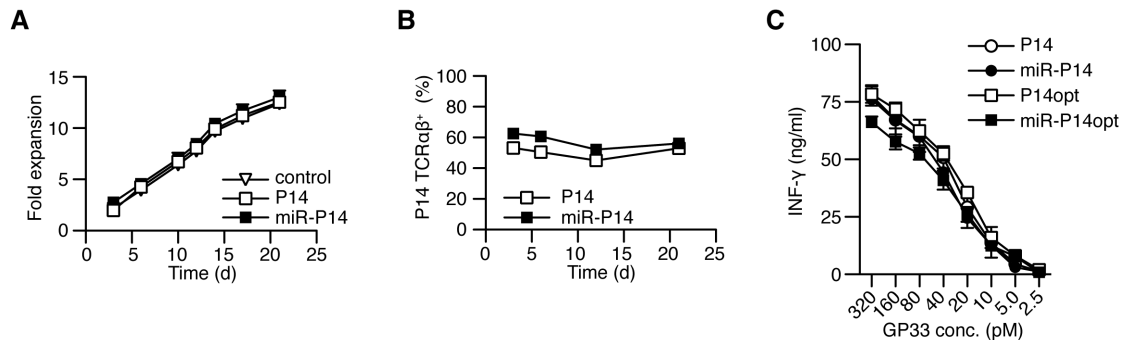 A
Fold expansion
15
10
5
0
0 5 10 15 20 25
Time (d)
control
P14
miR-P14
B
P14 TCRαβ⁺ (%)
100
80
60
40
20
0
0 5 10 15 20 25
Time (d)
P14
miR-P14
C
INF-γ (ng/ml)
100
75
50
25
0
320 160 80 40 20 10 5.0 2.5
GP33 conc. (pM)
P14
miR-P14
P14opt
miR-P14opt